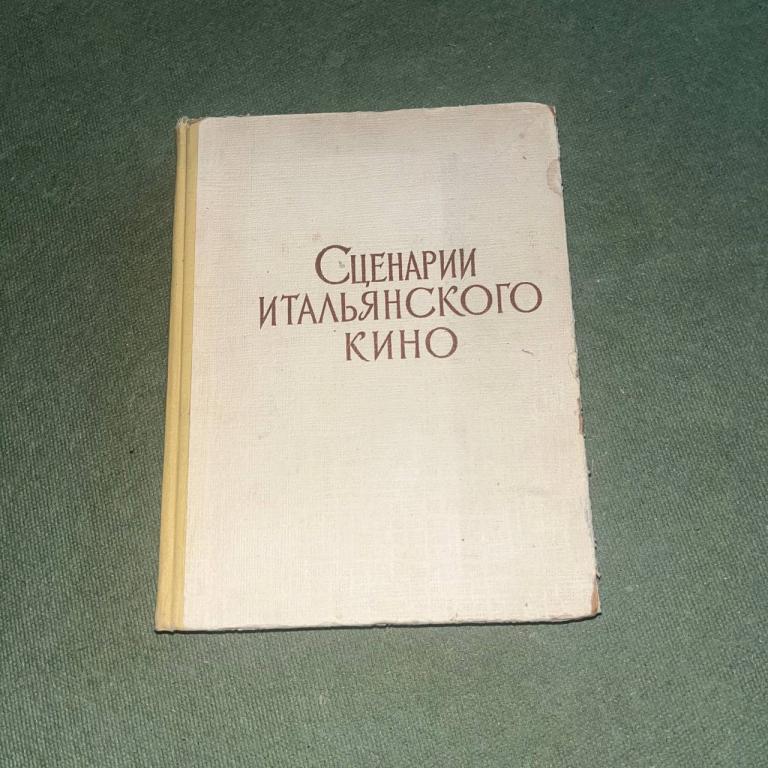 Сценарии
итальянского
кино